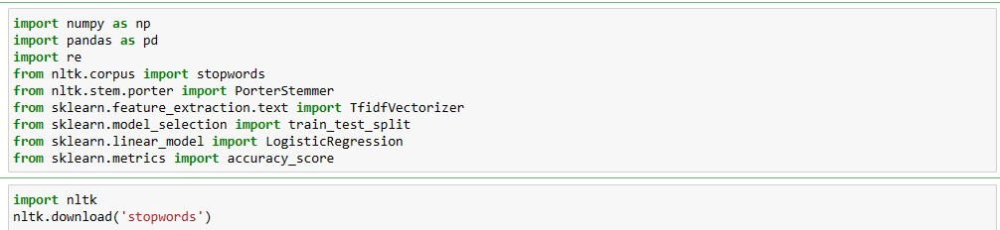 import numpy as np
import pandas as pd
import re
from nltk.corpus import stopwords
from nltk.stem.porter import PorterStemmer
from sklearn.feature_extraction.text import TfidfVectorizer
from sklearn.model_selection import train_test_split
from sklearn.linear_model import LogisticRegression
from sklearn.metrics import accuracy_score
import nltk
nltk.download('stopwords')